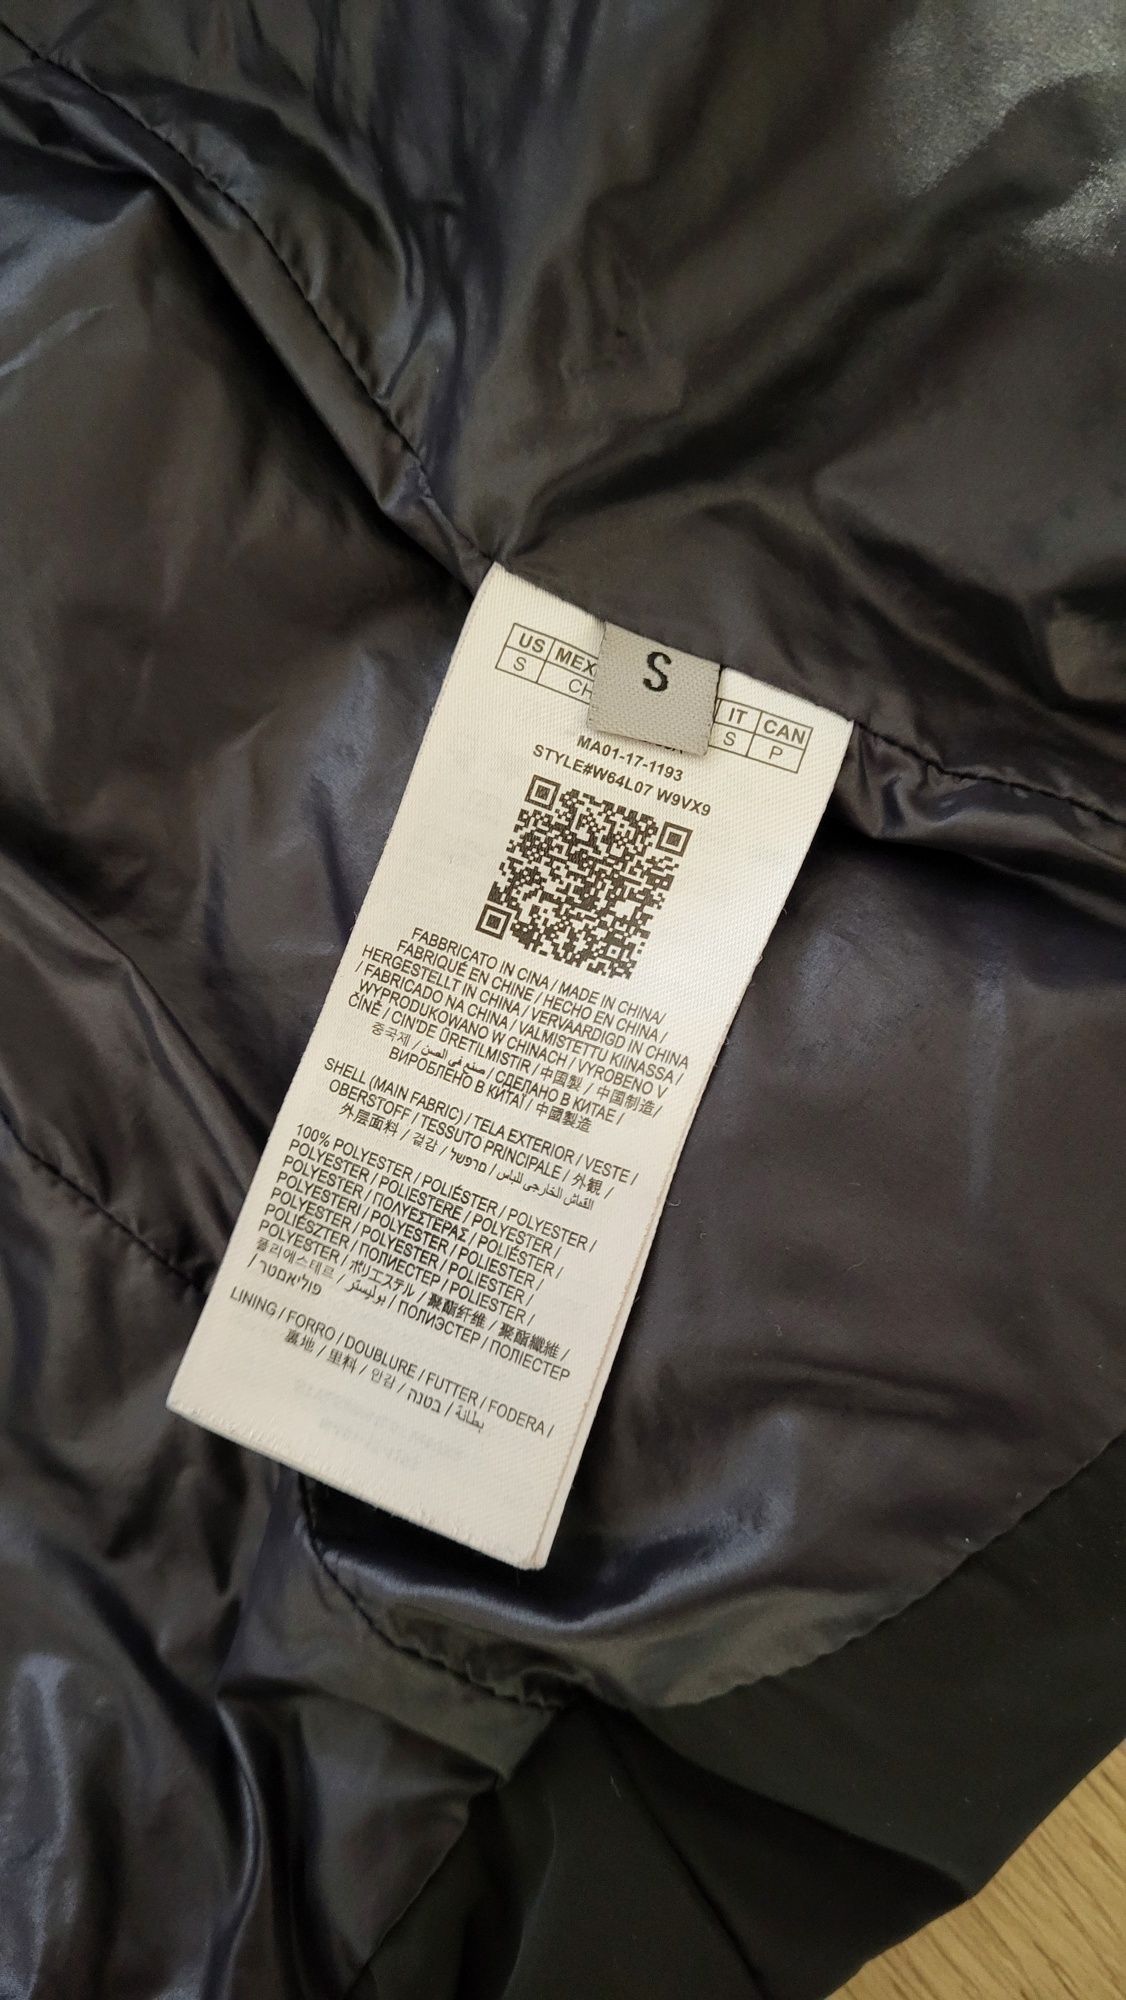 S
US MEX IT CAN
S S P
MA01-17-1193
STYLE#W64L07 W9VX9
FABBRICATO IN CINA / MADE IN CHINA/
FABRIQUÉ EN CHINE / HECHO EN CHINA /
HERGESTELLT IN CHINA / VERVAARDIGD IN CHINA
/ FABRICADO NA CHINA / VALMISTETTU KIINASSA /
WYPRODUKOWANO W CHINACH / VYROBENO V
ČÍNĚ / CIN'DE ÜRETILMISTIR / 中国製 / 中国制造 /
중국제 / صنع في الصن / СДЕЛАНО В КИТАЕ /
ВИРОБЛЕНО В КИТАЇ / 中國製造
SHELL (MAIN FABRIC) / TELA EXTERIOR / VESTE /
OBERSTOFF / TESSUTO PRINCIPALE / 外観 /
外层面料 / 겉감 / סרפשל / القماش الخارجي للباس
100% POLYESTER / POLIÉSTER / POLYESTER /
POLYESTER / POLIESTERE / POLYESTER /
POLYESTER / ΠΟΛΥΕΣΤΕΡΑΣ / POLIÉSTER /
POLYESTERI / POLYESTER / POLIESTER /
POLIÉSZTER / POLYESTER / POLIESTER /
POLYESTER / ПОЛИЕСТЕР / POLIESTER /
폴리에스테르 / ポリエステル / 聚酯纤维 / 聚酯纖維 /
/ פוליאסטר / بوليستر / ПОЛИЭСТЕР / ПОЛІЕСТЕР
LINING / FORRO / DOUBLURE / FUTTER / FODERA /
裏地 / 里料 / 안감 / בטנה / بطانة